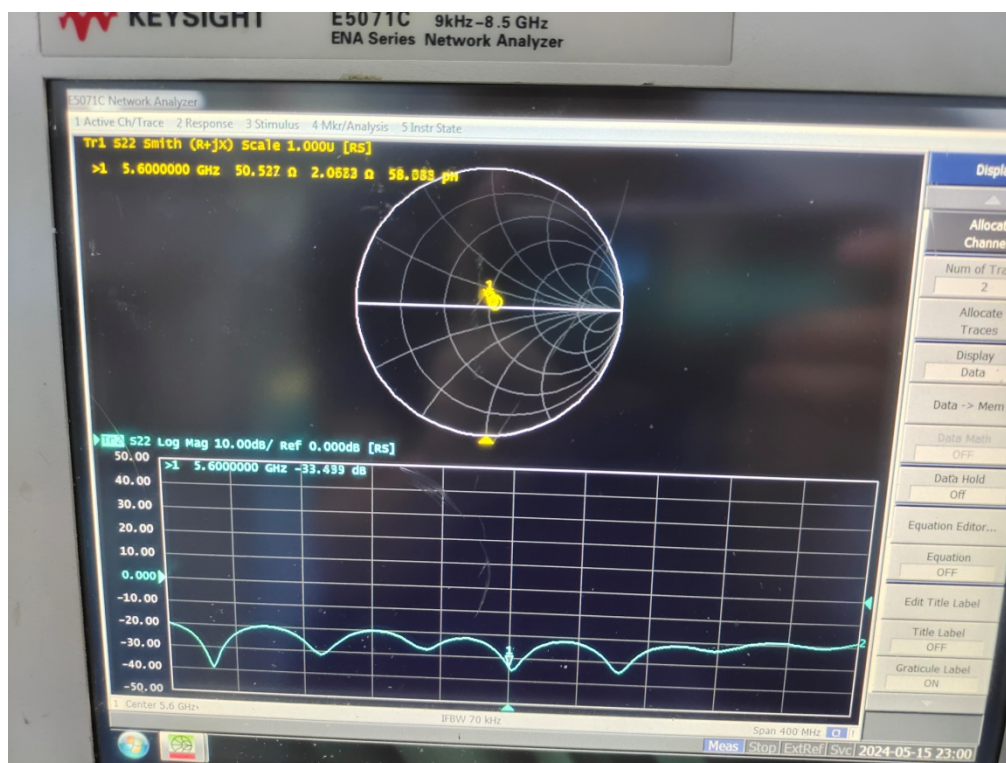 KEYSIGHT
E5071C 9kHz-8.5 GHz
ENA Series Network Analyzer
E5071C Network Analyzer
1 Active Ch/Trace 2 Response 3 Stimulus 4 Mkr/Analysis 5 Instr State
Tr1 S22 Smith (R+jX) Scale 1.000U [RS]
>1 5.6000000 GHz 50.527 Ω 2.0623 Ω
1
Tr2 S22 Log Mag 10.00dB/ Ref 0.000dB [RS]
>1 5.6000000 GHz -33.439 dB
50.00
40.00
30.00
20.00
10.00
0.000
-10.00
-20.00
-30.00
-40.00
-50.00
1
2
1 Center 5.6 GHz
IFBW 70 kHz
Span 400 MHz
Meas Stop ExtRef Svc 2024-05-15 23:00
Displ
Allocat
Channe
Num of Tra
2
Allocate
Traces
Display
Data
Data -> Mem
Data Math
OFF
Data Hold
Off
Equation Editor...
Equation
OFF
Edit Title Label
Title Label
OFF
Graticule Label
ON